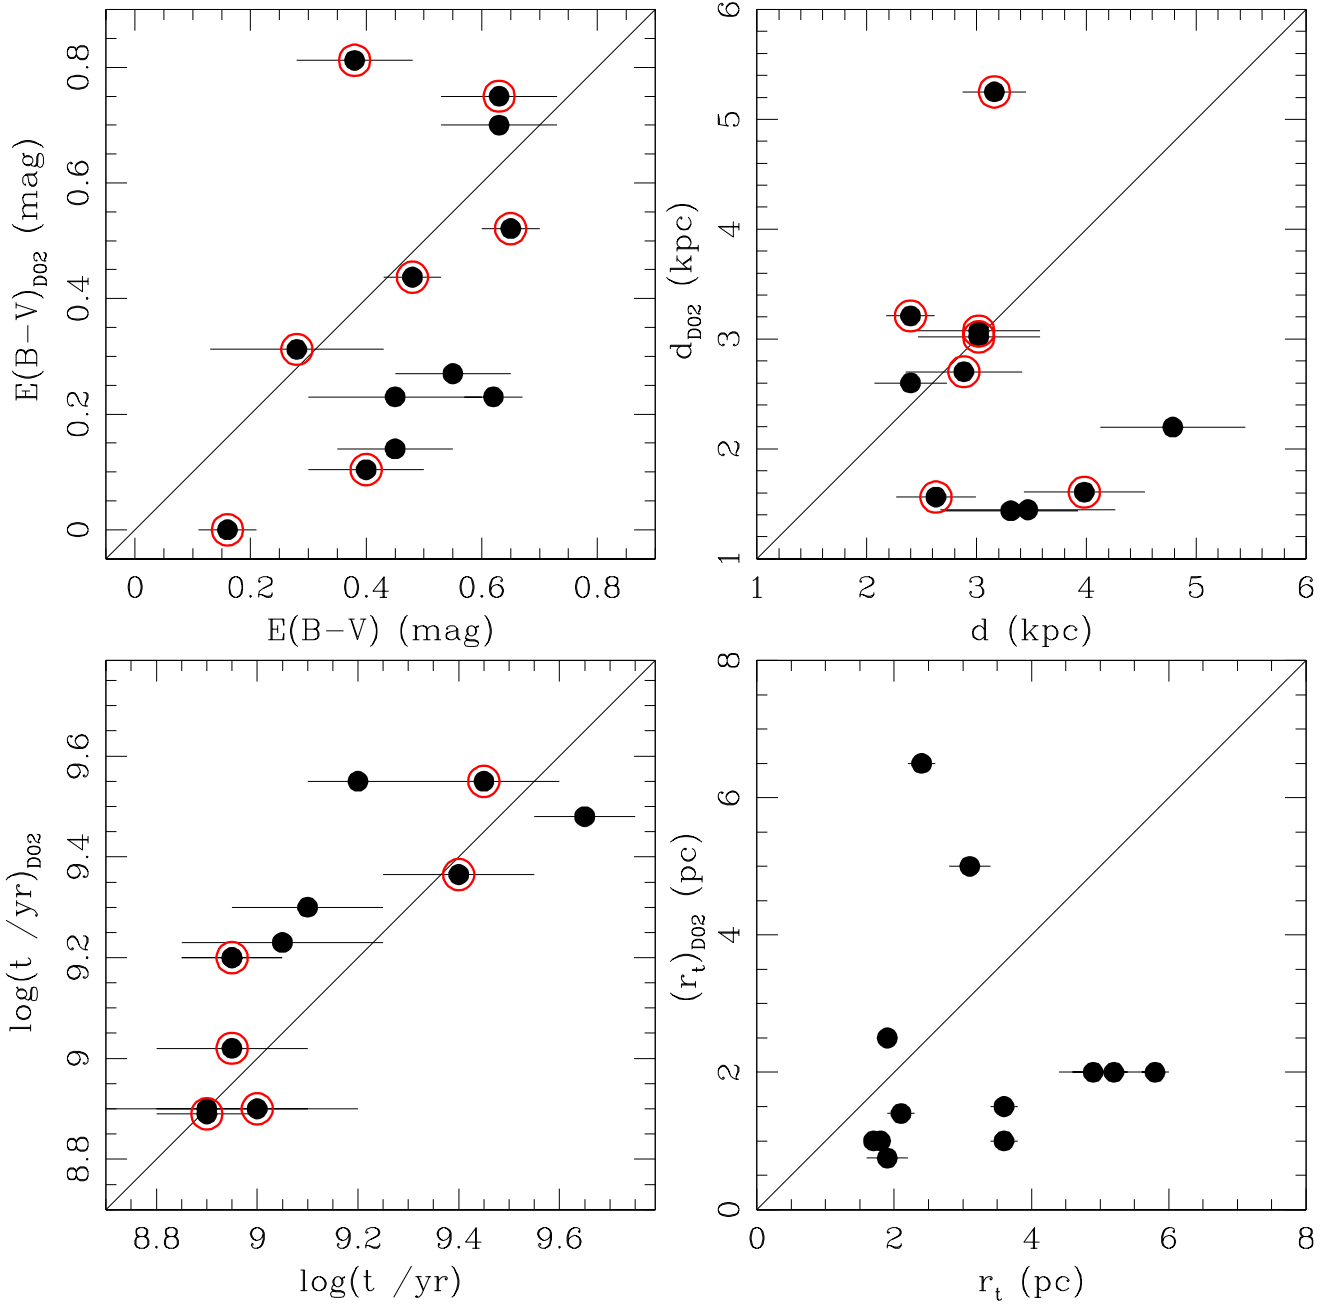 0.8
0.6
0.4
0.2
0
E(B−V)D02 (mag)
0 0.2 0.4 0.6 0.8
E(B−V) (mag)
6
5
4
3
2
1
dD02 (kpc)
1 2 3 4 5 6
d (kpc)
9.6
9.4
9.2
9
8.8
log(t /yr)D02
8.8 9 9.2 9.4 9.6
log(t /yr)
8
6
4
2
0
(rt)D02 (pc)
0 2 4 6 8
rt (pc)